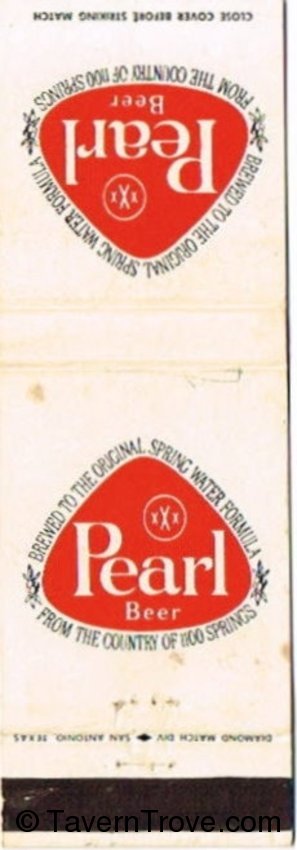 CLOSE COVER BEFORE STRIKING MATCH
BREWED TO THE ORIGINAL SPRING WATER FORMULA
XXX
Pearl
Beer
-FROM THE COUNTRY OF 1100 SPRINGS
BREWED TO THE ORIGINAL SPRING WATER FORMULA
XXX
Pearl
Beer
-FROM THE COUNTRY OF 1100 SPRINGS
DIAMOND MATCH DIV ◆ SAN ANTONIO, TEXAS
© TavernTrove.com